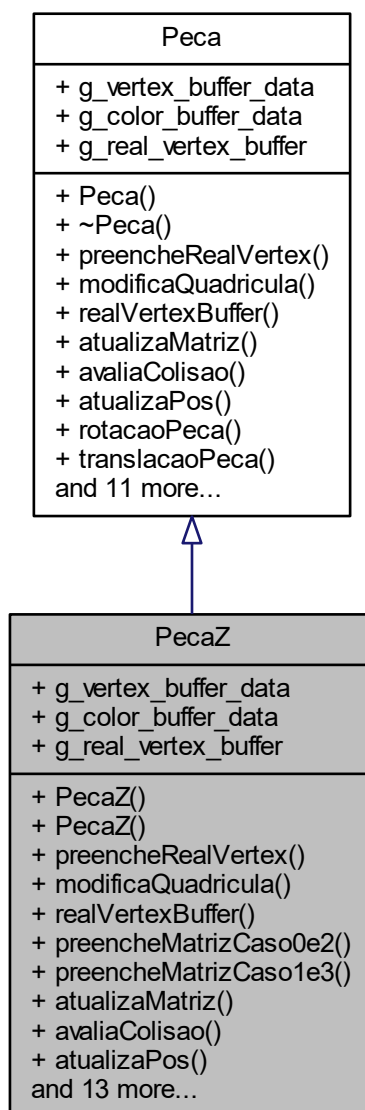 Peca
+ g_vertex_buffer_data
+ g_color_buffer_data
+ g_real_vertex_buffer
+ Peca()
+ ~Peca()
+ preencheRealVertex()
+ modificaQuadricula()
+ realVertexBuffer()
+ atualizaMatriz()
+ avaliaColisao()
+ atualizaPos()
+ rotacaoPeca()
+ translacaoPeca()
and 11 more...
PecaZ
+ g_vertex_buffer_data
+ g_color_buffer_data
+ g_real_vertex_buffer
+ PecaZ()
+ PecaZ()
+ preencheRealVertex()
+ modificaQuadricula()
+ realVertexBuffer()
+ preencheMatrizCaso0e2()
+ preencheMatrizCaso1e3()
+ atualizaMatriz()
+ avaliaColisao()
+ atualizaPos()
and 13 more...